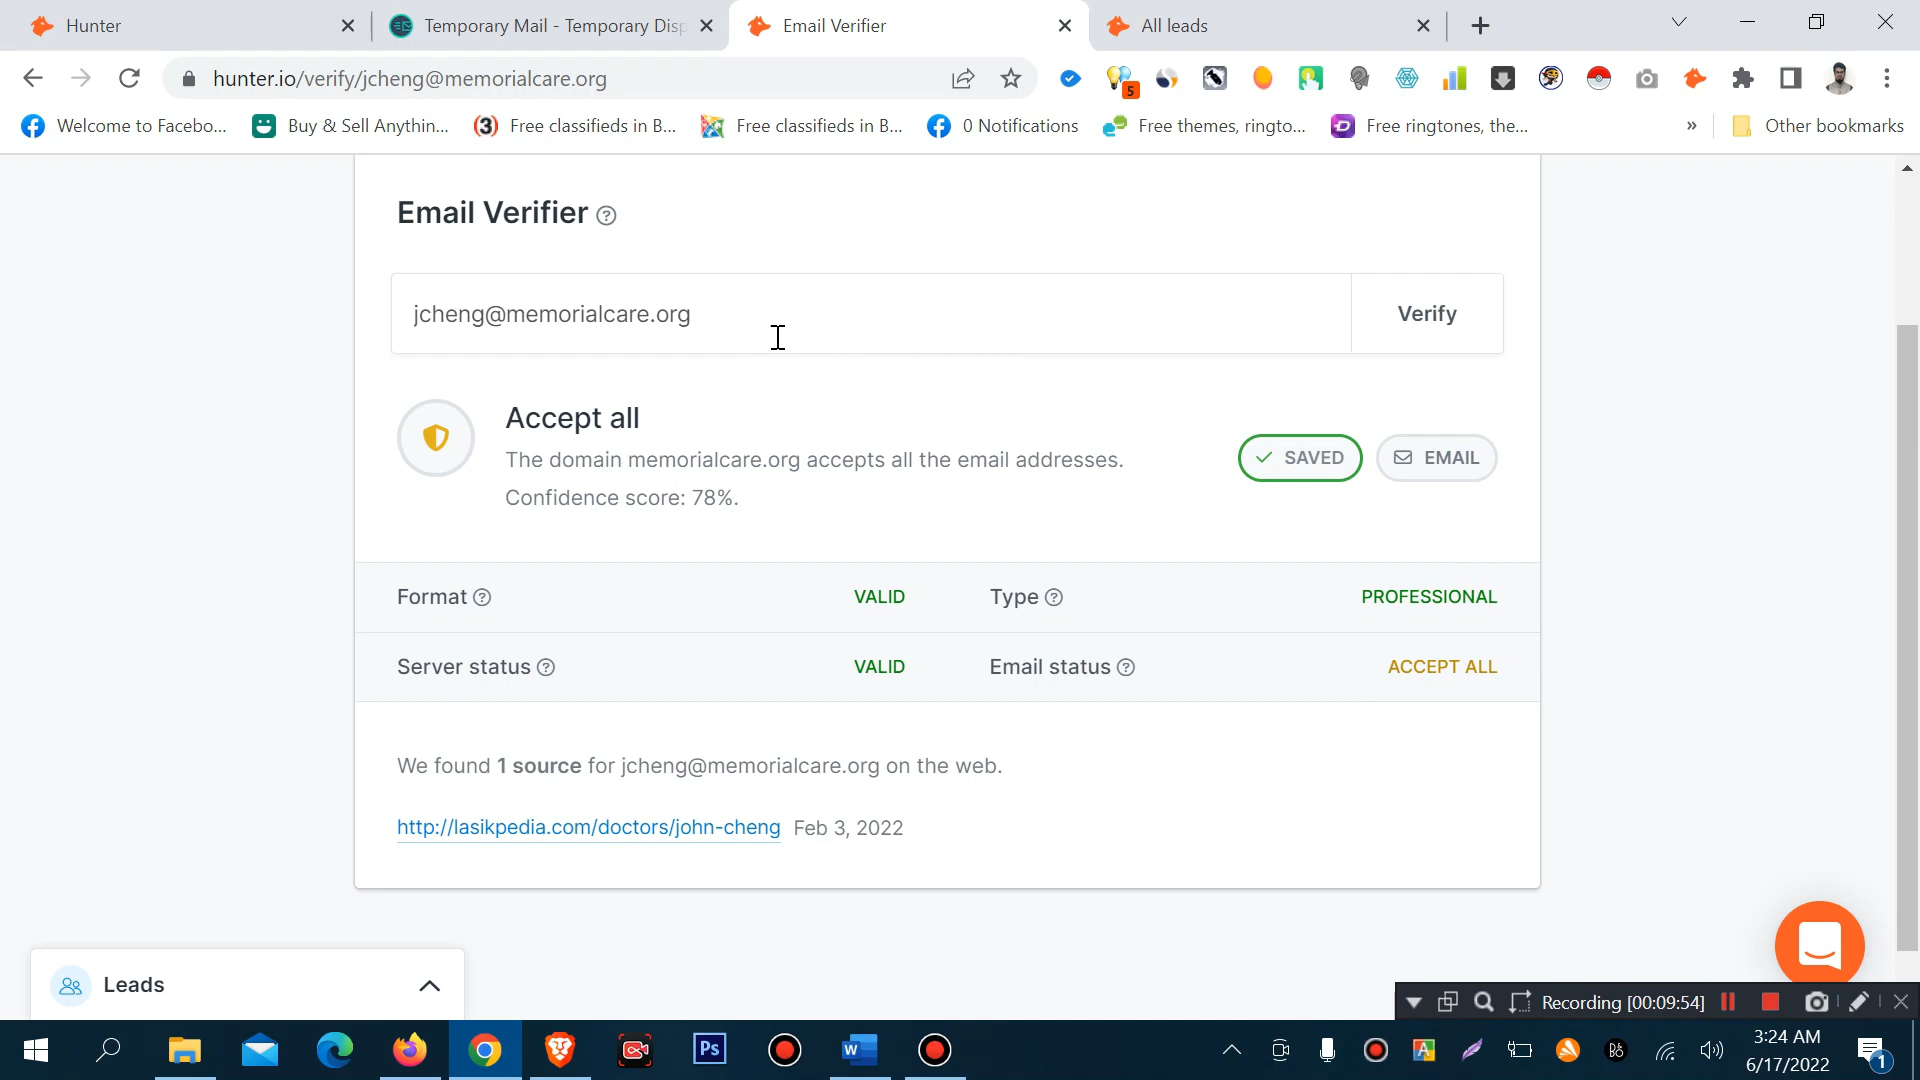 Hunter
Temporary Mail - Temporary Disp
Email Verifier
All leads
hunter.io/verify/jcheng@memorialcare.org
5
Welcome to Facebo...
Buy & Sell Anythin...
(3)
Free classifieds in B...
Free classifieds in B...
0 Notifications
Free themes, ringto...
Free ringtones, the...
»
Other bookmarks
Email Verifier
jcheng@memorialcare.org
Verify
Accept all
The domain memorialcare.org accepts all the email addresses.
Confidence score: 78%.
SAVED
EMAIL
Format VALID
Type PROFESSIONAL
Server status VALID
Email status ACCEPT ALL
We found 1 source for jcheng@memorialcare.org on the web.
http://lasikpedia.com/doctors/john-cheng Feb 3, 2022
Leads
Recording [00:09:54]
Ps
3:24 AM
6/17/2022
1